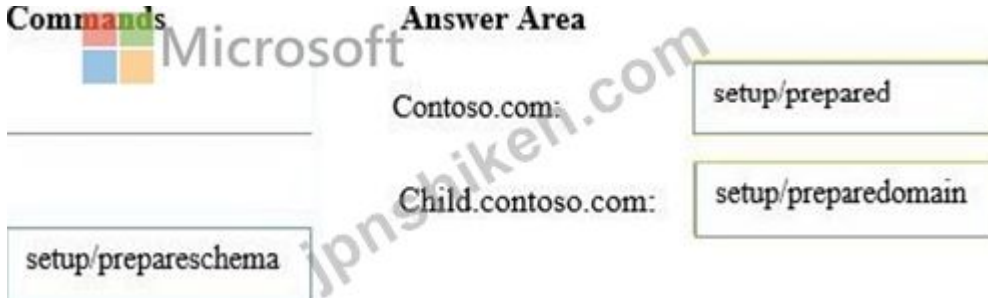 Commands
Answer Area
Microsoft
Contoso.com:
setup/prepared
Child.contoso.com:
setup/preparedomain
setup/prepareschema
jpnshiken.com